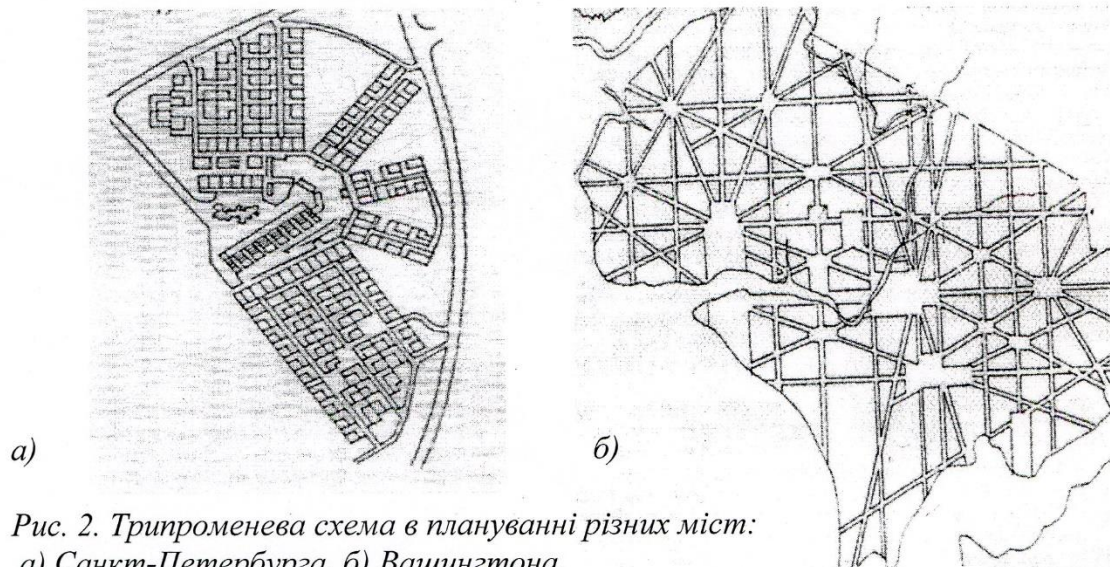 а)
б)
Рис. 2. Трипроменева схема в плануванні різних міст:
а) Санкт-Петербурга, б) Вашингтона